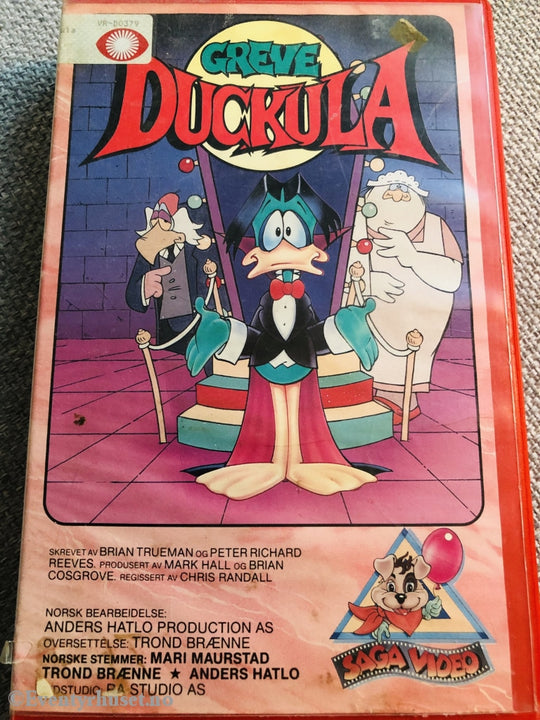 VR-D0379
GREVE
DUCKULA
SKREVET AV BRIAN TRUEMAN OG PETER RICHARD
REEVES. PRODUSERT AV MARK HALL OG BRIAN
COSGROVE. REGISSERT AV CHRIS RANDALL
NORSK BEARBEIDELSE:
ANDERS HATLO PRODUCTION AS
OVERSETTELSE: TROND BRÆNNE
NORSKE STEMMER: MARI MAURSTAD
TROND BRÆNNE ★ ANDERS HATLO
PA STUDIO AS
SAGA VIDEO